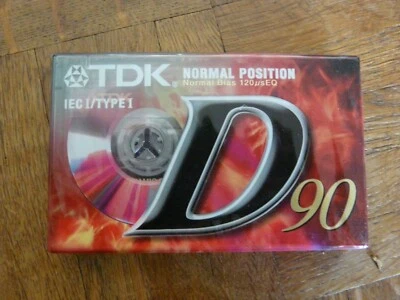 TDK NORMAL POSITION
Normal Bias 120µsEQ
IEC I/TYPE I
D 90